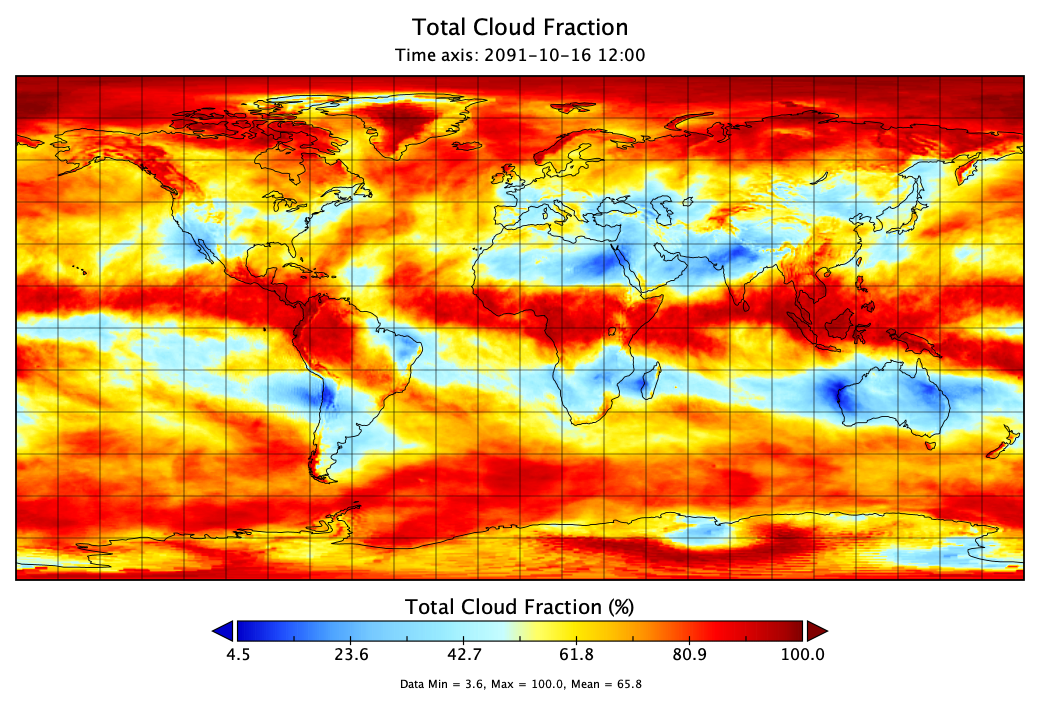 Total Cloud Fraction
Time axis: 2091-10-16 12:00
Total Cloud Fraction (%)
4.5 23.6 42.7 61.8 80.9 100.0
Data Min = 3.6, Max = 100.0, Mean = 65.8